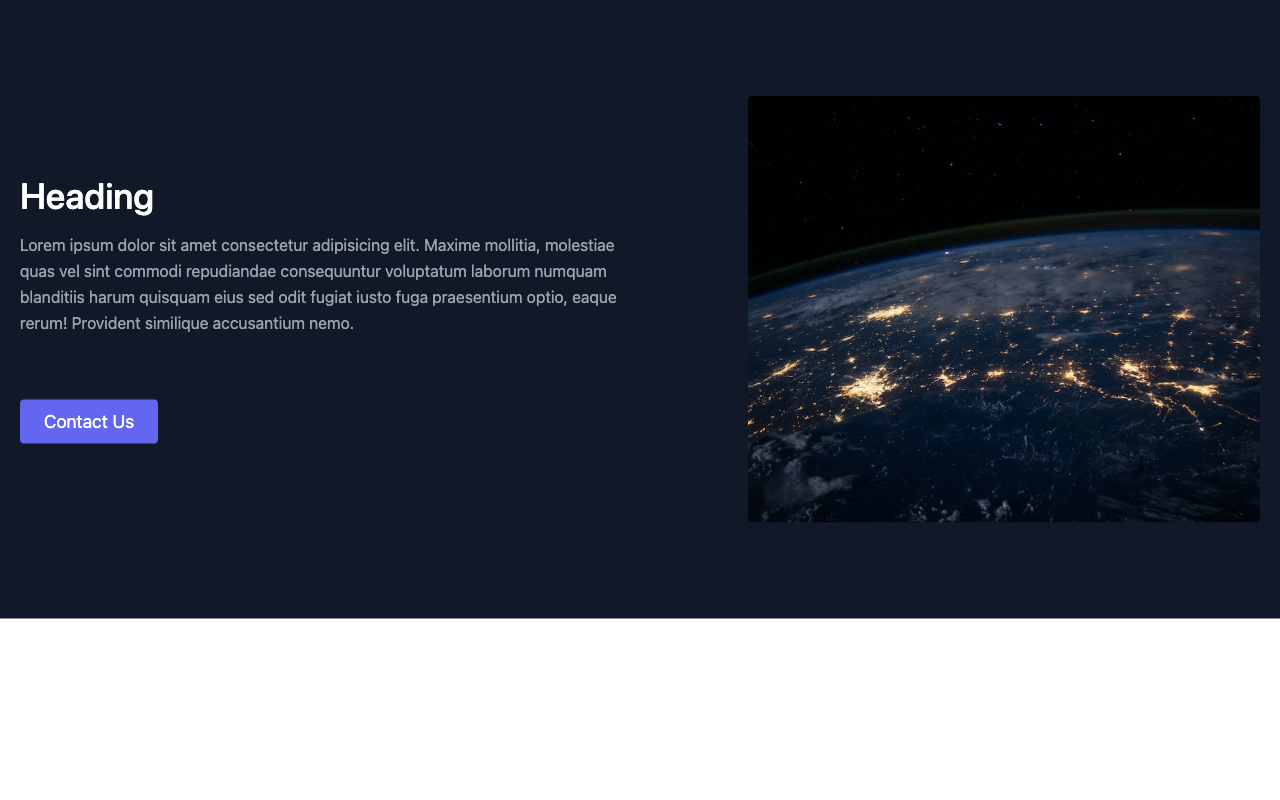 Heading
Lorem ipsum dolor sit amet consectetur adipisicing elit. Maxime mollitia, molestiae
quas vel sint commodi repudiandae consequuntur voluptatum laborum numquam
blanditiis harum quisquam eius sed odit fugiat iusto fuga praesentium optio, eaque
rerum! Provident similique accusantium nemo.
Contact Us